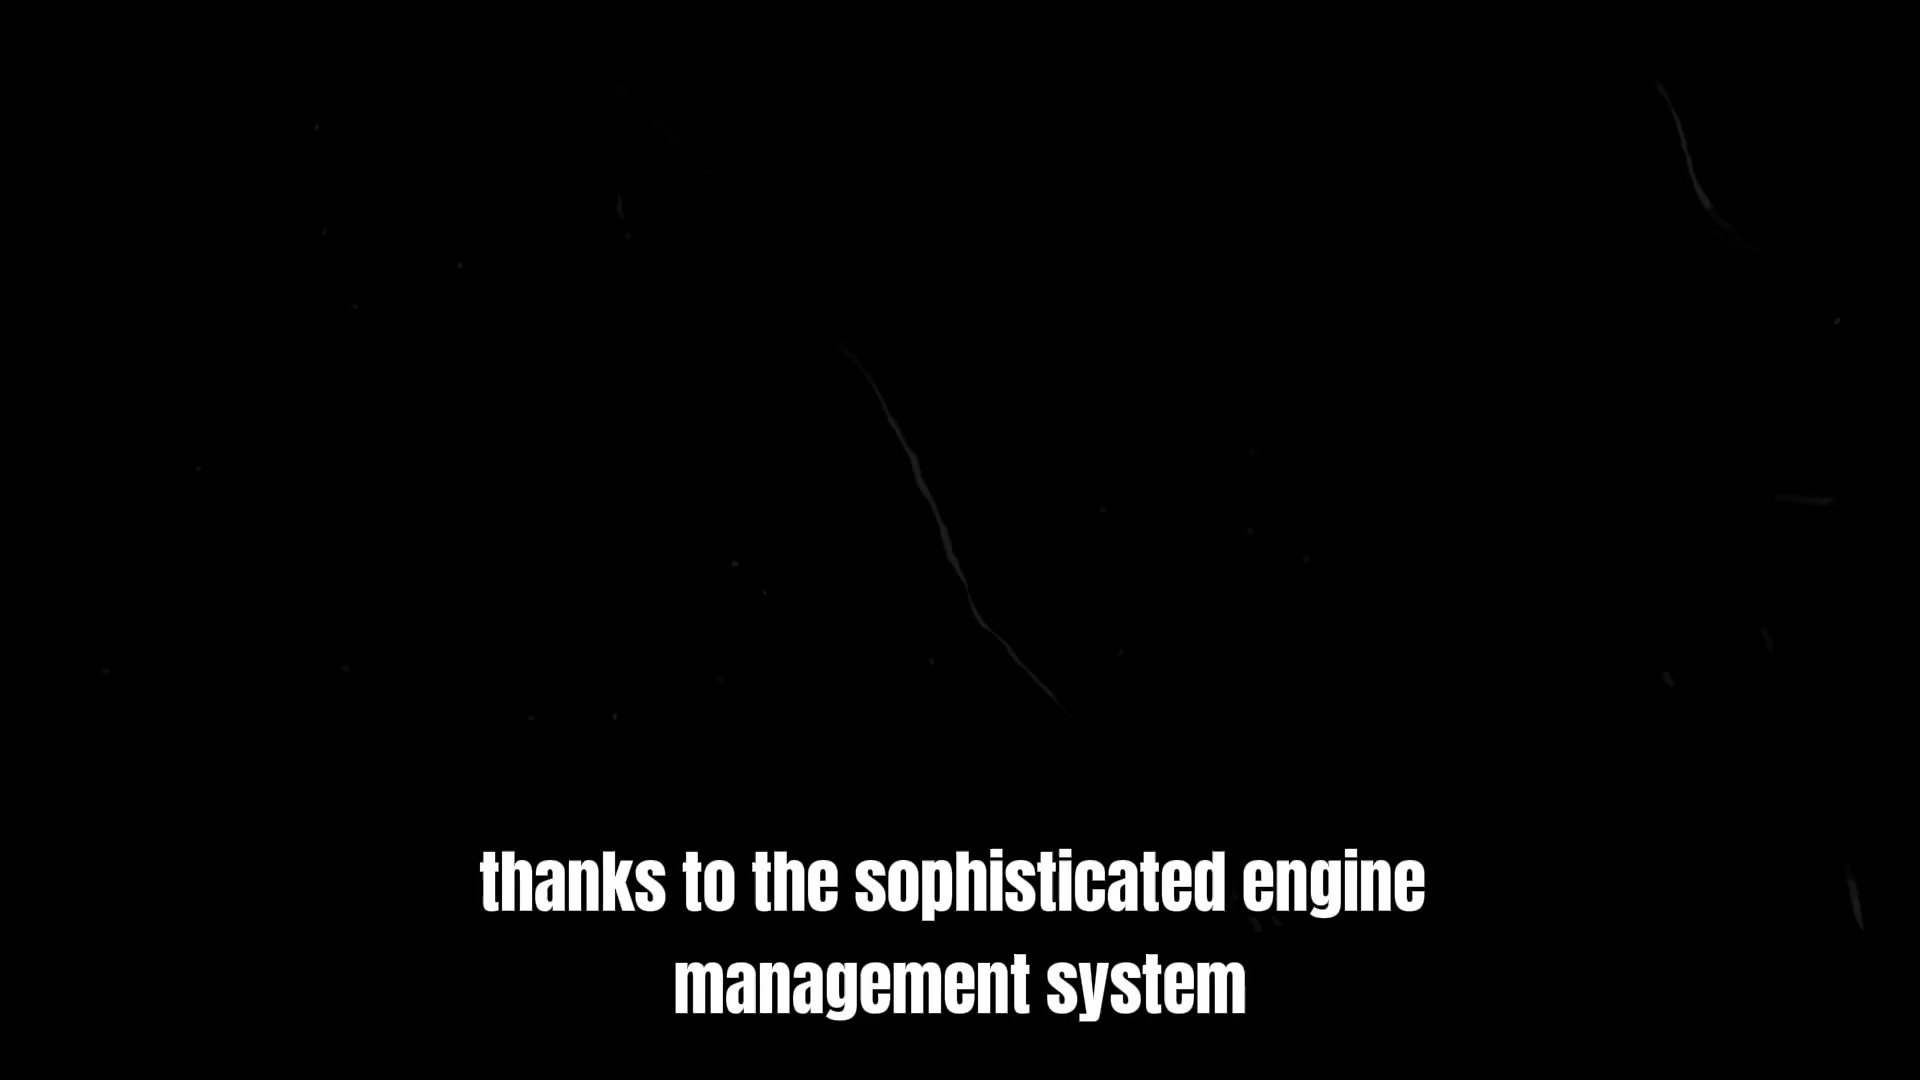 thanks to the sophisticated engine
management system